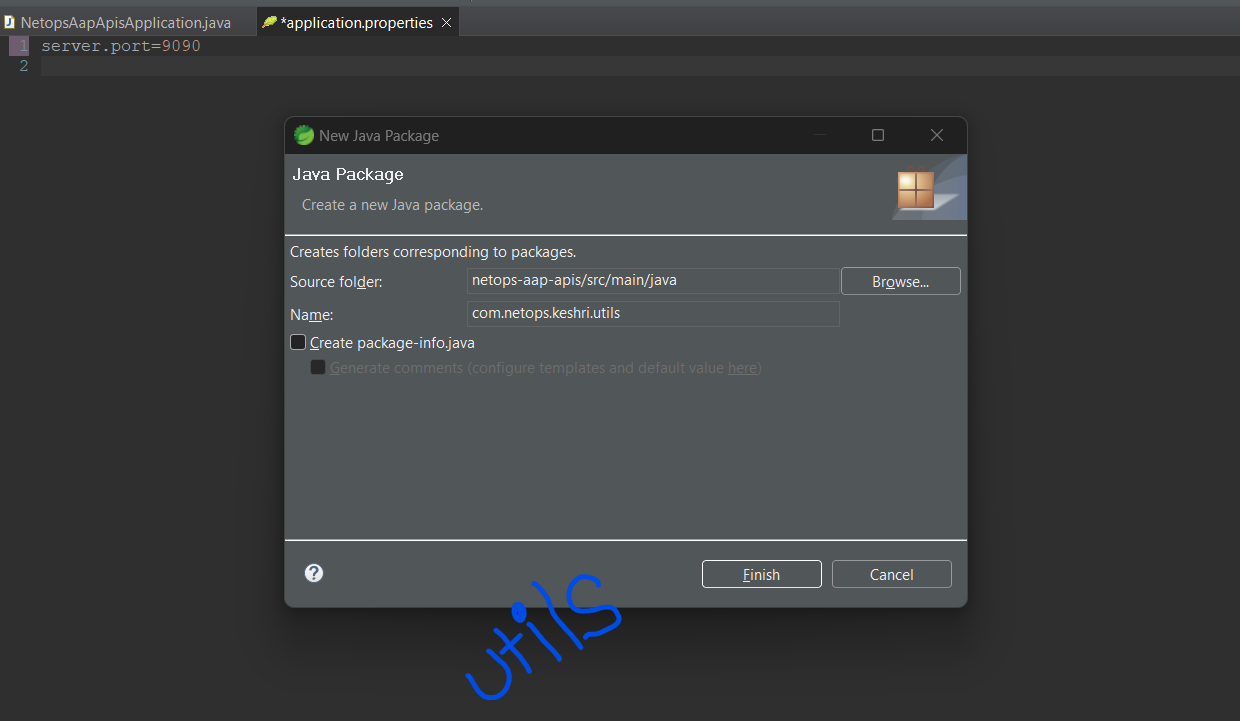 NetopsAapApisApplication.java
*application.properties
1 server.port=9090
2
New Java Package
Java Package
Create a new Java package.
Creates folders corresponding to packages.
Source folder: netops-aap-apis/src/main/java Browse...
Name: com.netops.keshri.utils
Create package-info.java
Generate comments (configure templates and default value here)
? Finish Cancel
utils